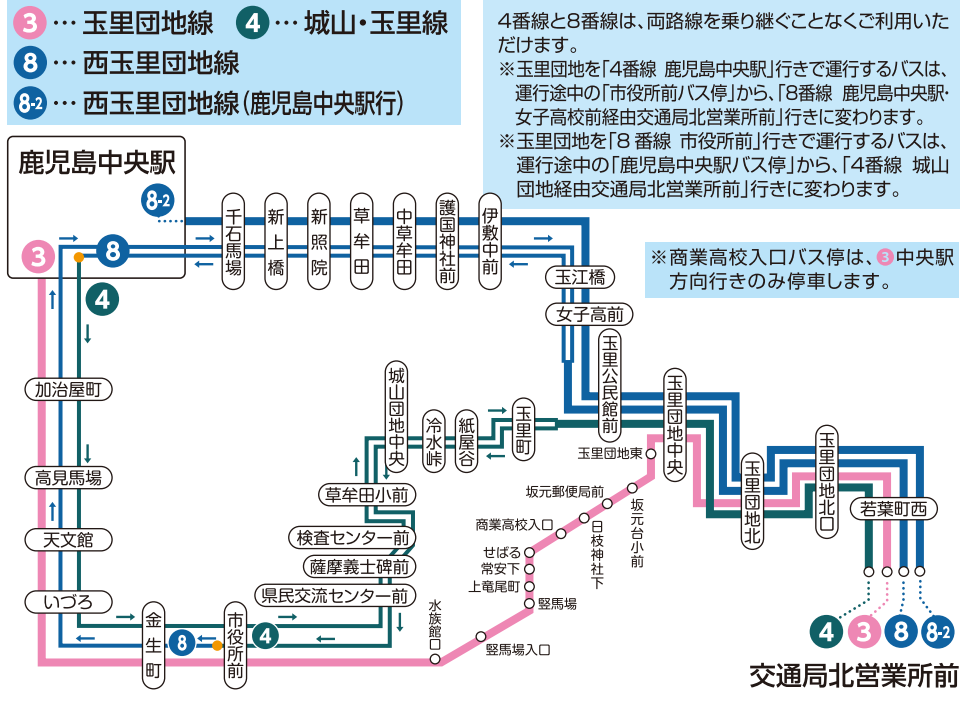 3 … 玉里団地線　4 … 城山・玉里線
8 … 西玉里団地線
8-2 … 西玉里団地線(鹿児島中央駅行)
4番線と8番線は、両路線を乗り継ぐことなくご利用いた
だけます。
※玉里団地を「4番線 鹿児島中央駅」行きで運行するバスは、
運行途中の「市役所前バス停」から、「8番線 鹿児島中央駅・
女子高校前経由交通局北営業所前」行きに変わります。
※玉里団地を「8番線 市役所前」行きで運行するバスは、
運行途中の「鹿児島中央駅バス停」から、「4番線 城山
団地経由交通局北営業所前」行きに変わります。
※商業高校入口バス停は、3中央駅
方向行きのみ停車します。
鹿児島中央駅
8-2
3
8
4
千石馬場
新上橋
新照院
草牟田
中草牟田
護国神社前
伊敷中前
玉江橋
女子高前
玉里公民館前
玉里団地中央
玉里団地北
玉里団地北口
若葉町西
加治屋町
高見馬場
天文館
いづろ
金生町
8
市役所前
4
城山団地中央
冷水峠
紙屋谷
玉里町
草牟田小前
検査センター前
薩摩義士碑前
県民交流センター前
玉里団地東
坂元台小前
坂元郵便局前
日枝神社下
商業高校入口
せばる
常安下
上竜尾町
竪馬場
竪馬場入口
水族館口
4
3
8
8-2
交通局北営業所前